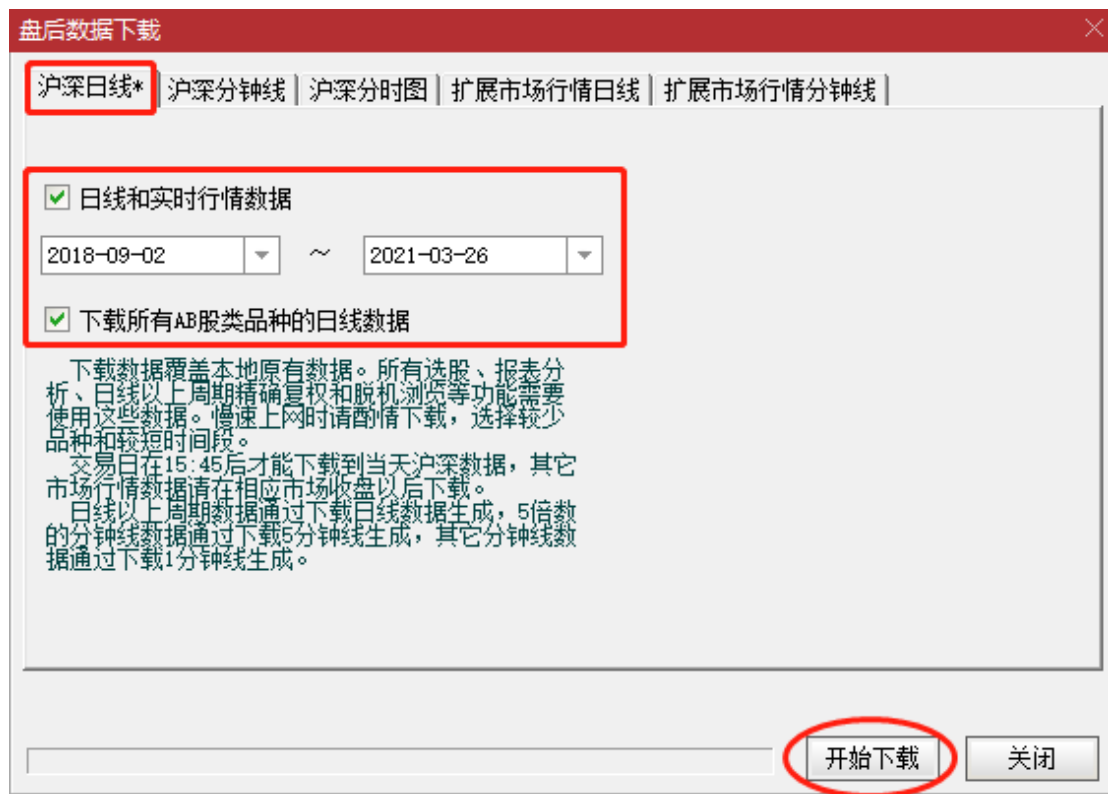 盘后数据下载
沪深日线* 沪深分钟线 沪深分时图 扩展市场行情日线 扩展市场行情分钟线
日线和实时行情数据
2018-09-02 ~ 2021-03-26
下载所有AB股类品种的日线数据
下载数据覆盖本地原有数据。所有选股、报表分
析、日线以上周期精确复权和脱机浏览等功能需要
使用这些数据。慢速上网时请酌情下载，选择较少
品种和较短时间段。
交易日在15:45后才能下载到当天沪深数据，其它
市场行情数据请在相应市场收盘以后下载。
日线以上周期数据通过下载日线数据生成，5倍数
的分钟线数据通过下载5分钟线生成，其它分钟线数
据通过下载1分钟线生成。
开始下载 关闭